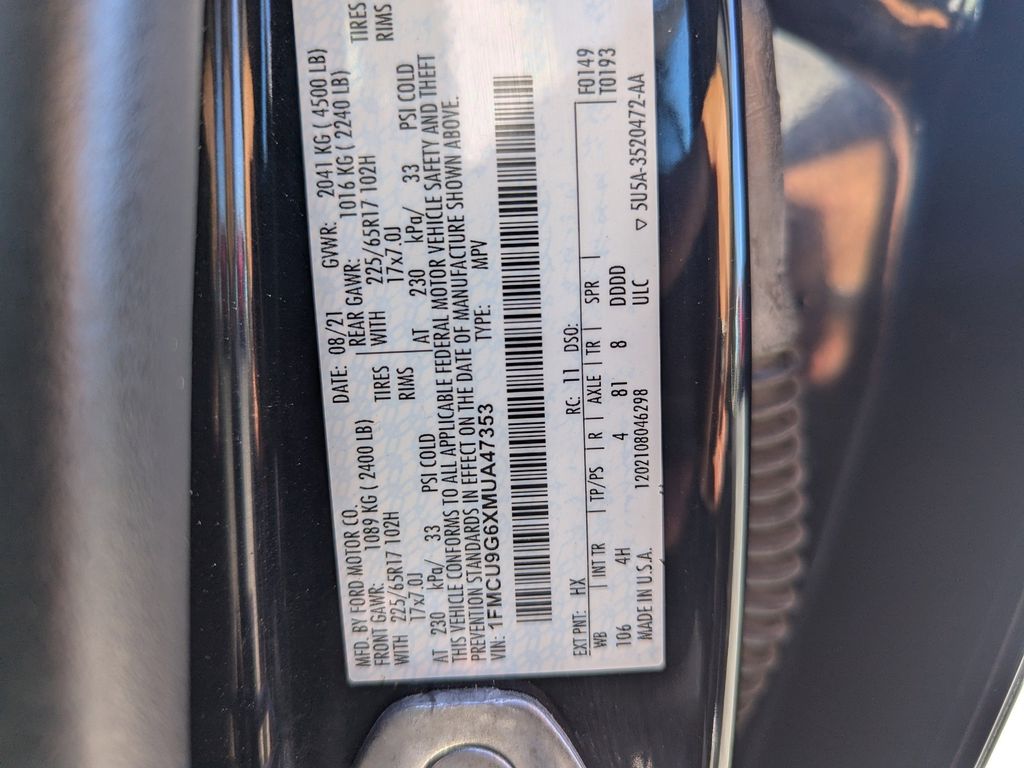 MFD. BY FORD MOTOR CO. DATE: 08/21 GVWR: 2041 KG ( 4500 LB)
FRONT GAWR: 1089 KG ( 2400 LB) REAR GAWR: 1016 KG ( 2240 LB)
WITH 225/65R17 102H TIRES WITH 225/65R17 102H TIRES
17x7.0J RIMS 17x7.0J RIMS
AT 230 kPa/ 33 PSI COLD AT 230 kPa/ 33 PSI COLD
THIS VEHICLE CONFORMS TO ALL APPLICABLE FEDERAL MOTOR VEHICLE SAFETY AND THEFT
PREVENTION STANDARDS IN EFFECT ON THE DATE OF MANUFACTURE SHOWN ABOVE.
VIN: 1FMCU9G6XMUA47353 TYPE: MPV
EXT PNT: HX RC: 11 DSO: F0149
WB INT TR TP/PS R AXLE TR SPR T0193
106 4H 4 81 8 DDDD
ULC
MADE IN U.S.A. 1202108046298 5U5A-3520472-AA